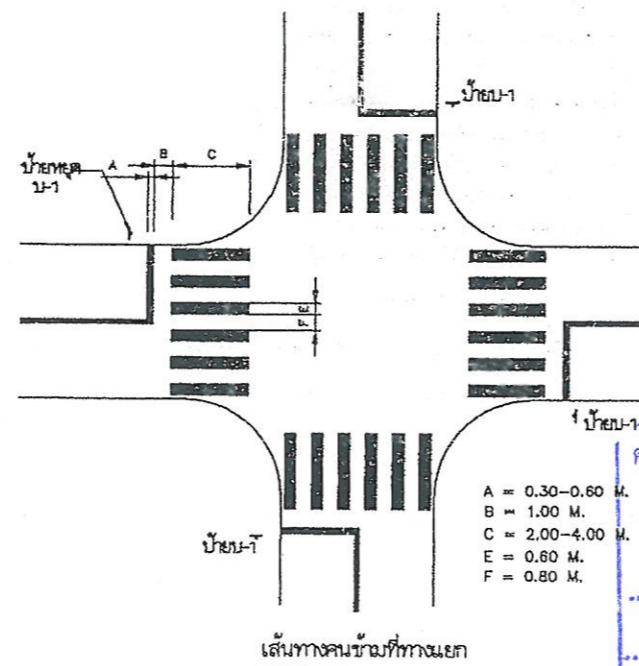 ป้ายบ-1
ป้ายหยุด
บ-1
A
B
C
E
F
ป้ายบ-1
ป้ายบ-1
A = 0.30-0.60 M.
B = 1.00 M.
C = 2.00-4.00 M.
E = 0.60 M.
F = 0.80 M.
เส้นทางคนข้ามที่ทางแยก